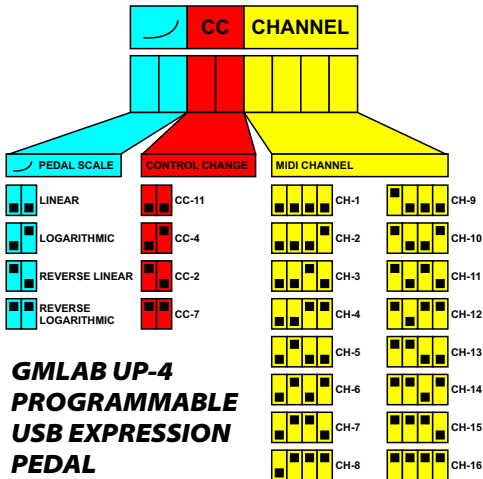 CC CHANNEL
PEDAL SCALE
LINEAR
LOGARITHMIC
REVERSE LINEAR
REVERSE
LOGARITHMIC
CONTROL CHANGE
CC-11
CC-4
CC-2
CC-7
MIDI CHANNEL
CH-1
CH-2
CH-3
CH-4
CH-5
CH-6
CH-7
CH-8
CH-9
CH-10
CH-11
CH-12
CH-13
CH-14
CH-15
CH-16
GMLAB UP-4
PROGRAMMABLE
USB EXPRESSION
PEDAL